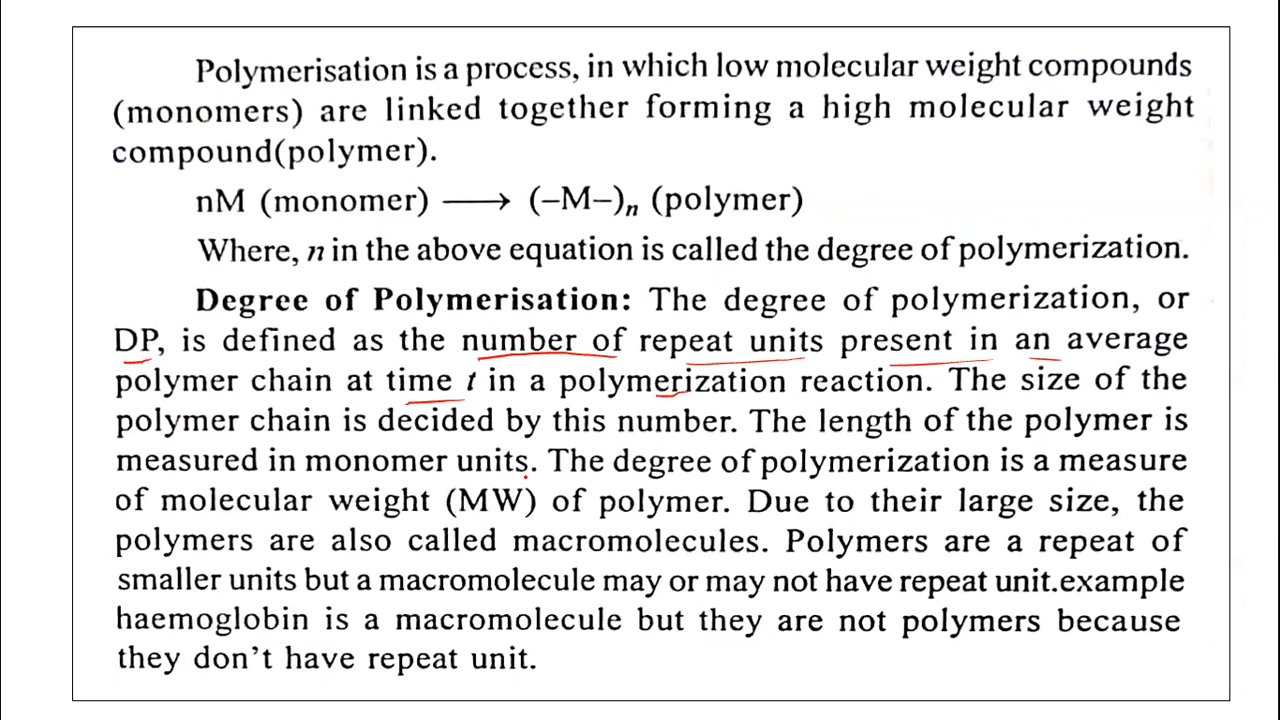 Polymerisation is a process, in which low molecular weight compounds
(monomers) are linked together forming a high molecular weight
compound(polymer).
nM (monomer) ⟶ (–M–)n (polymer)
Where, n in the above equation is called the degree of polymerization.
Degree of Polymerisation: The degree of polymerization, or
DP, is defined as the number of repeat units present in an average
polymer chain at time t in a polymerization reaction. The size of the
polymer chain is decided by this number. The length of the polymer is
measured in monomer units. The degree of polymerization is a measure
of molecular weight (MW) of polymer. Due to their large size, the
polymers are also called macromolecules. Polymers are a repeat of
smaller units but a macromolecule may or may not have repeat unit.example
haemoglobin is a macromolecule but they are not polymers because
they don't have repeat unit.